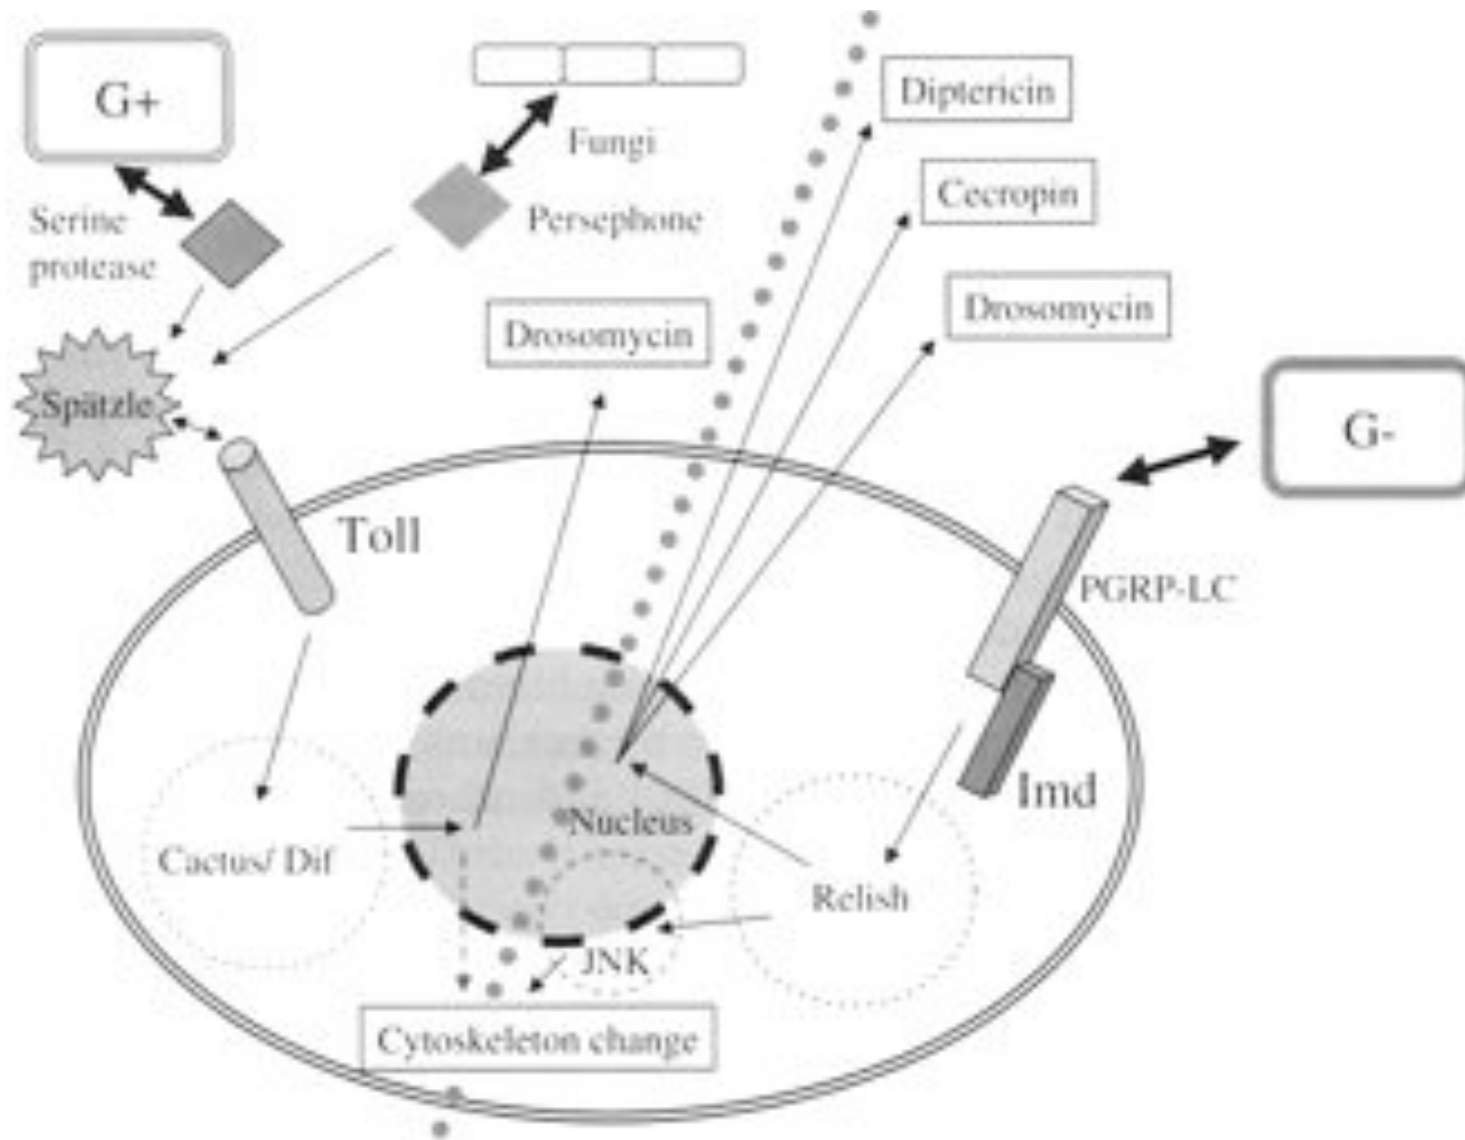 G+
Fungi
Serine
protease
Persephone
Diptericin
Cecropin
Drosomycin
Drosomycin
Spätzle
G-
Toll
PGRP-LC
Imd
Nucleus
Cactus/ Dif
Relish
JNK
Cytoskeleton change